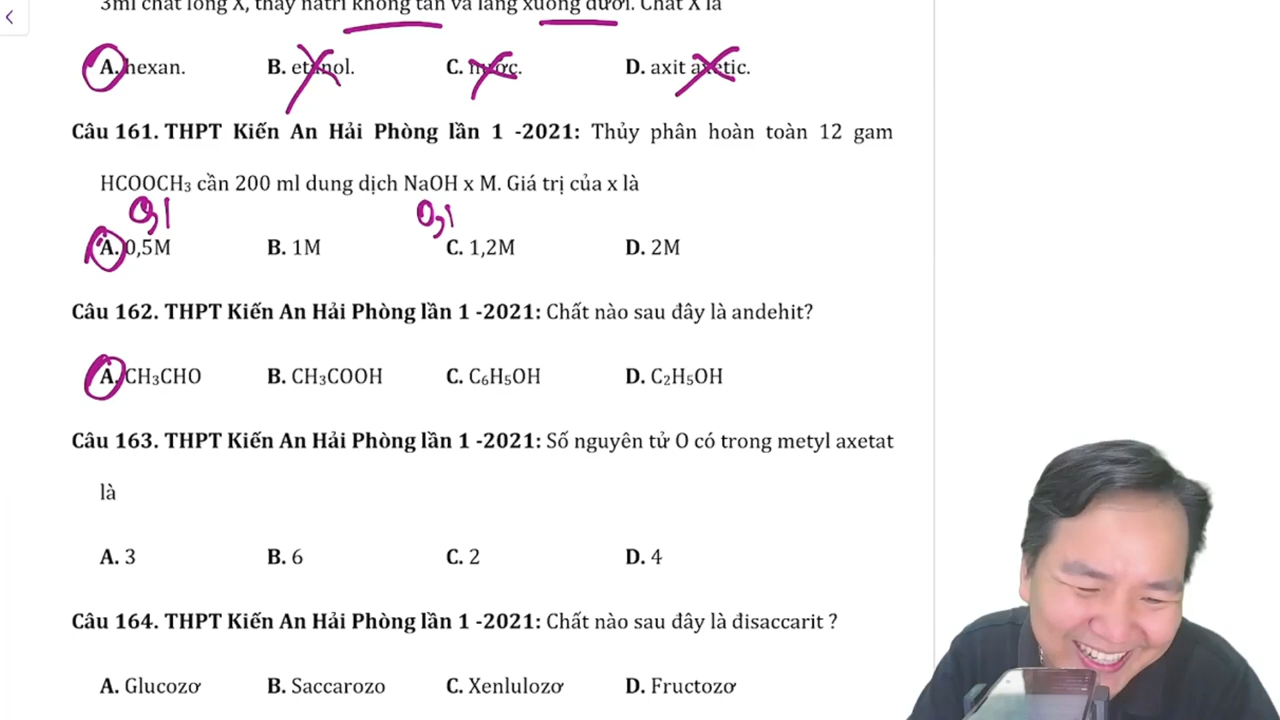 3ml chất lỏng X, thấy natri không tan và lắng xuống dưới. Chất X là
A. hexan. B. etanol. C. nước. D. axit axetic.
Câu 161. THPT Kiến An Hải Phòng lần 1 -2021: Thủy phân hoàn toàn 12 gam
HCOOCH₃ cần 200 ml dung dịch NaOH x M. Giá trị của x là
0,1 0,1
A. 0,5M B. 1M C. 1,2M D. 2M
Câu 162. THPT Kiến An Hải Phòng lần 1 -2021: Chất nào sau đây là andehit?
A. CH₃CHO B. CH₃COOH C. C₆H₅OH D. C₂H₅OH
Câu 163. THPT Kiến An Hải Phòng lần 1 -2021: Số nguyên tử O có trong metyl axetat
là
A. 3 B. 6 C. 2 D. 4
Câu 164. THPT Kiến An Hải Phòng lần 1 -2021: Chất nào sau đây là disaccarit ?
A. Glucozơ B. Saccarozo C. Xenlulozơ D. Fructozơ